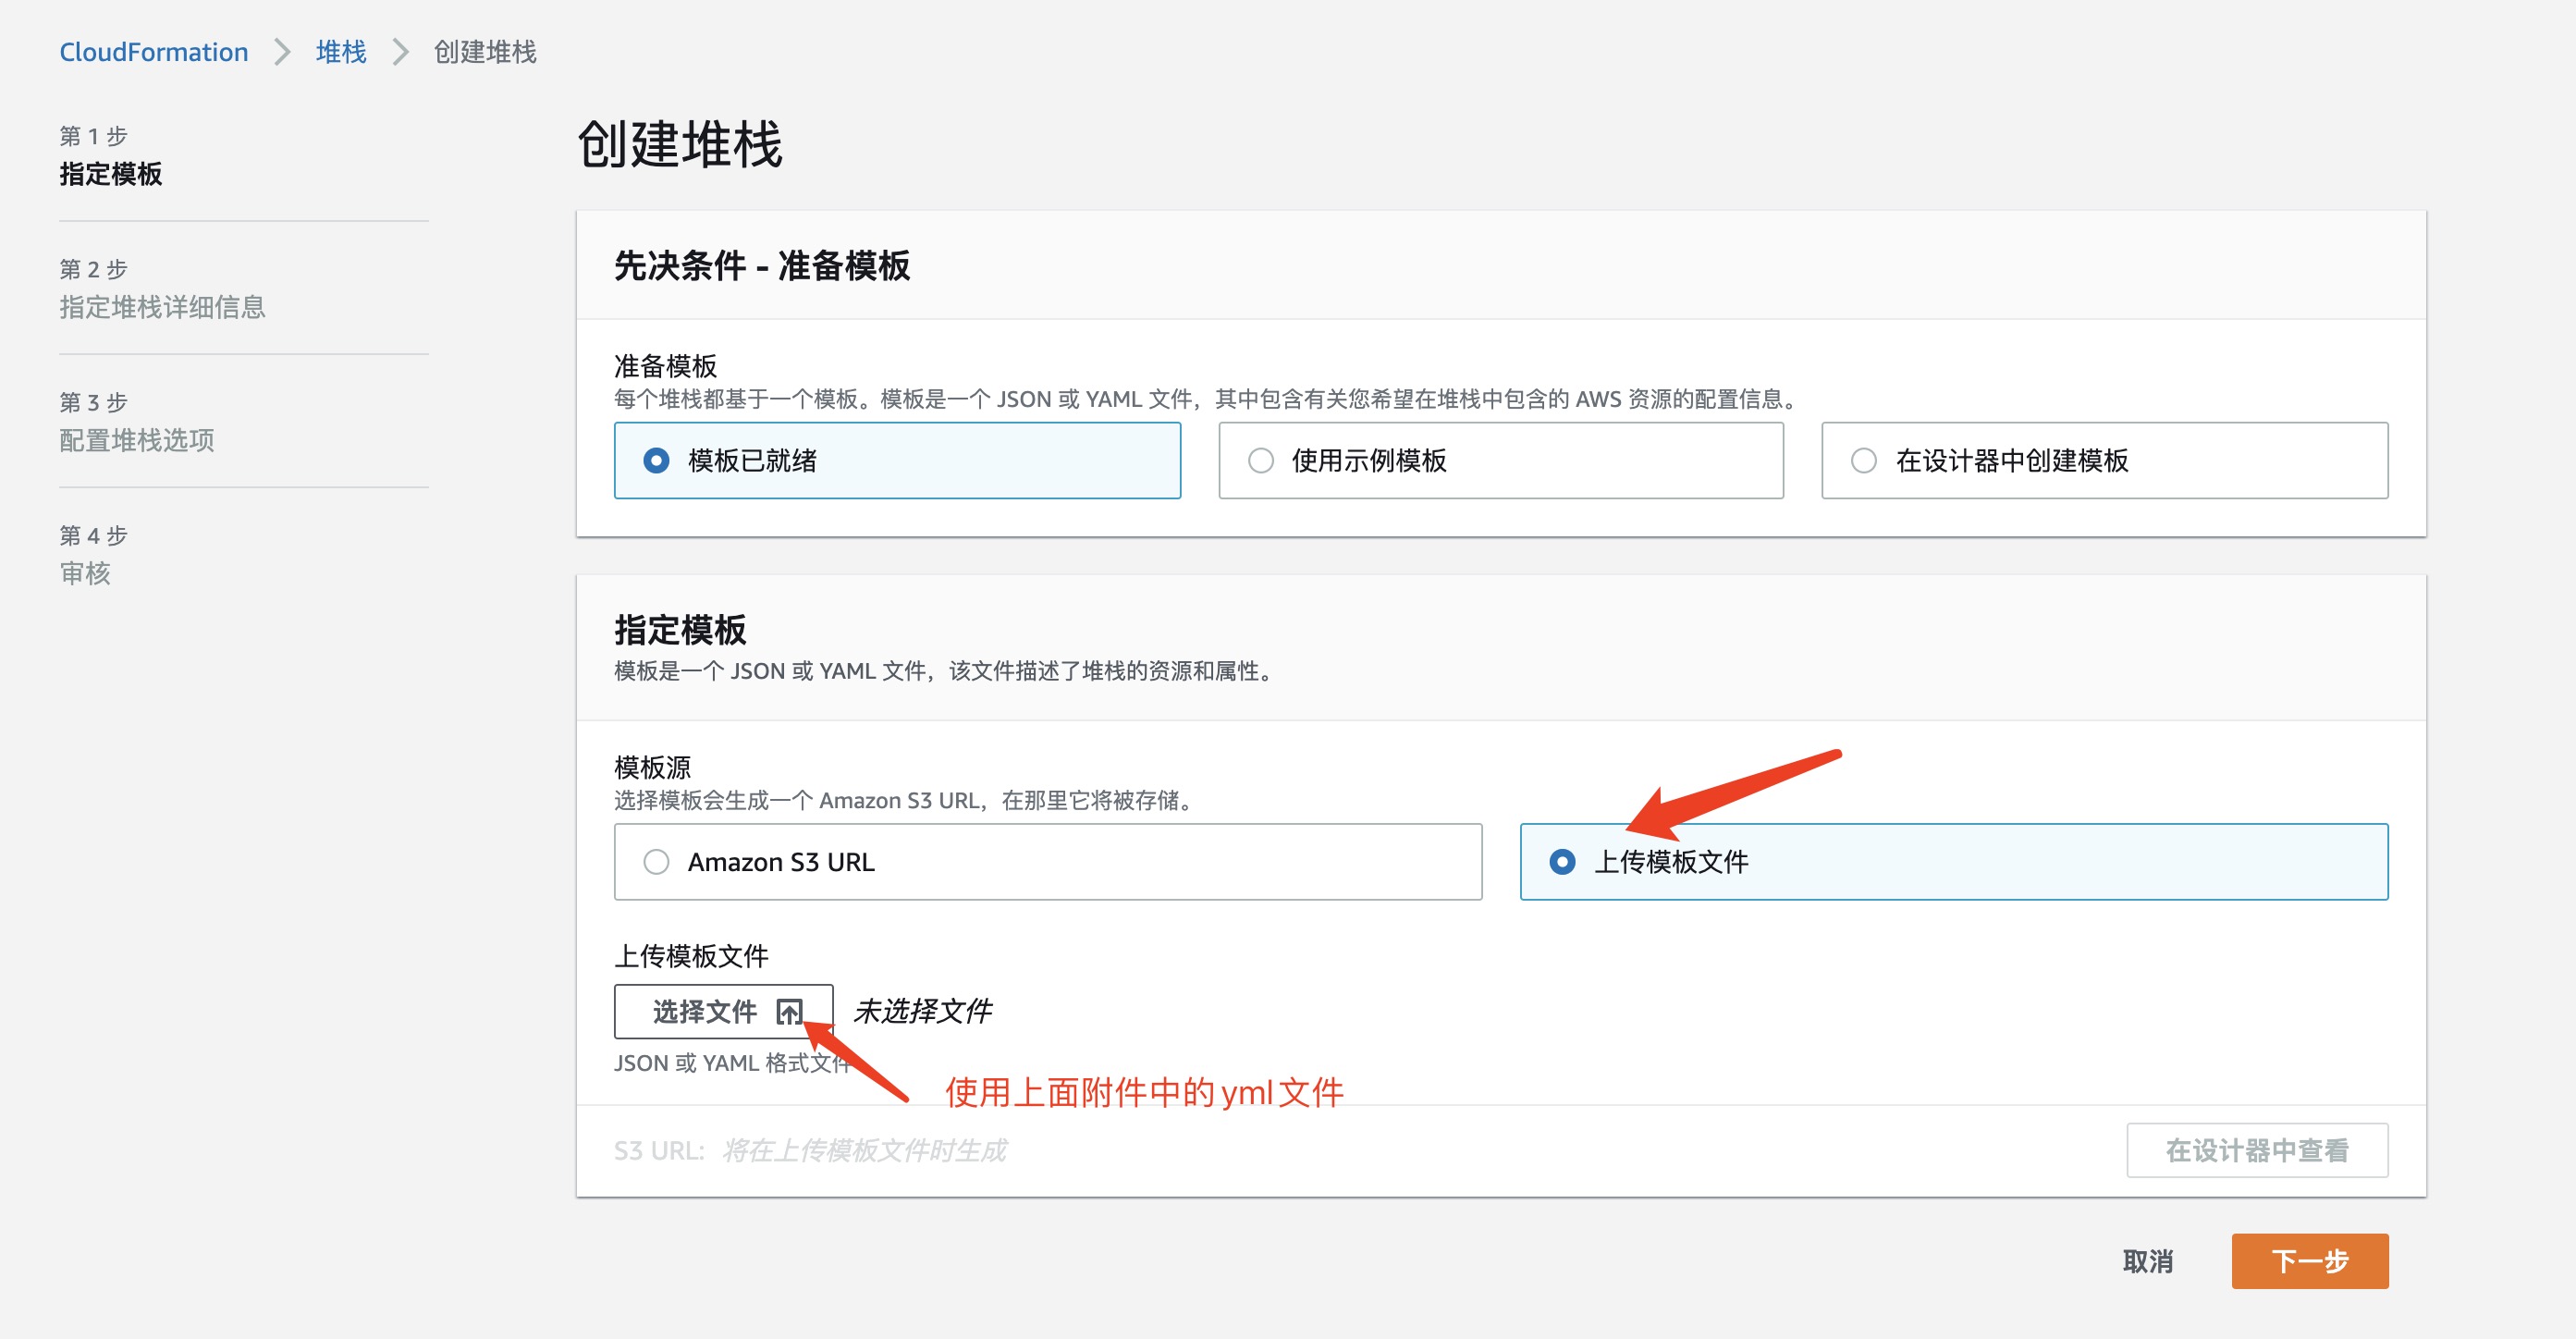 CloudFormation > 堆栈 > 创建堆栈
第 1 步
指定模板
第 2 步
指定堆栈详细信息
第 3 步
配置堆栈选项
第 4 步
审核
创建堆栈
先决条件 - 准备模板
准备模板
每个堆栈都基于一个模板。模板是一个 JSON 或 YAML 文件，其中包含有关您希望在堆栈中包含的 AWS 资源的配置信息。
模板已就绪 使用示例模板 在设计器中创建模板
指定模板
模板是一个 JSON 或 YAML 文件，该文件描述了堆栈的资源和属性。
模板源
选择模板会生成一个 Amazon S3 URL，在那里它将被存储。
Amazon S3 URL 上传模板文件
上传模板文件
选择文件 未选择文件
JSON 或 YAML 格式文件
使用上面附件中的yml文件
S3 URL: 将在上传模板文件时生成 在设计器中查看
取消 下一步